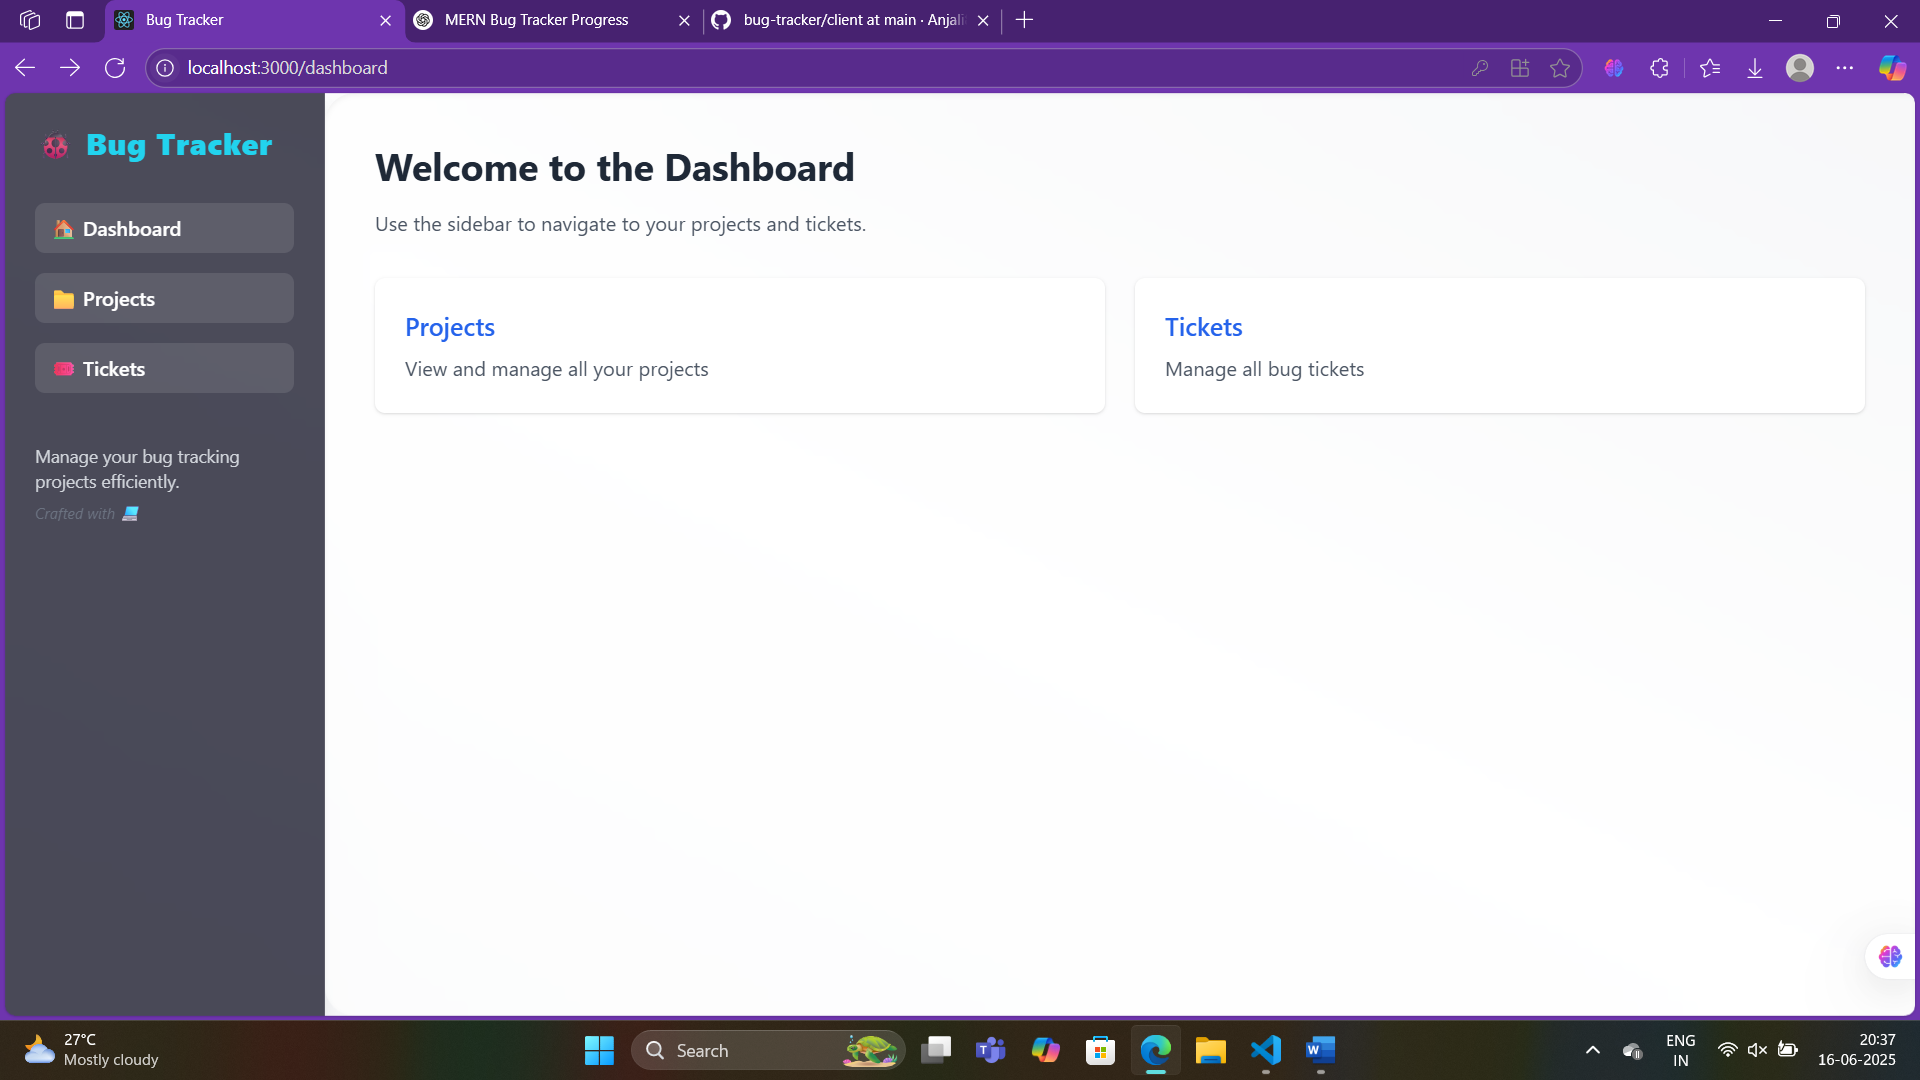 Bug Tracker
MERN Bug Tracker Progress
bug-tracker/client at main · Anjali
localhost:3000/dashboard
Bug Tracker
Dashboard
Projects
Tickets
Manage your bug tracking
projects efficiently.
Crafted with
Welcome to the Dashboard
Use the sidebar to navigate to your projects and tickets.
Projects
View and manage all your projects
Tickets
Manage all bug tickets
27°C
Mostly cloudy
Search
ENG
IN
20:37
16-06-2025